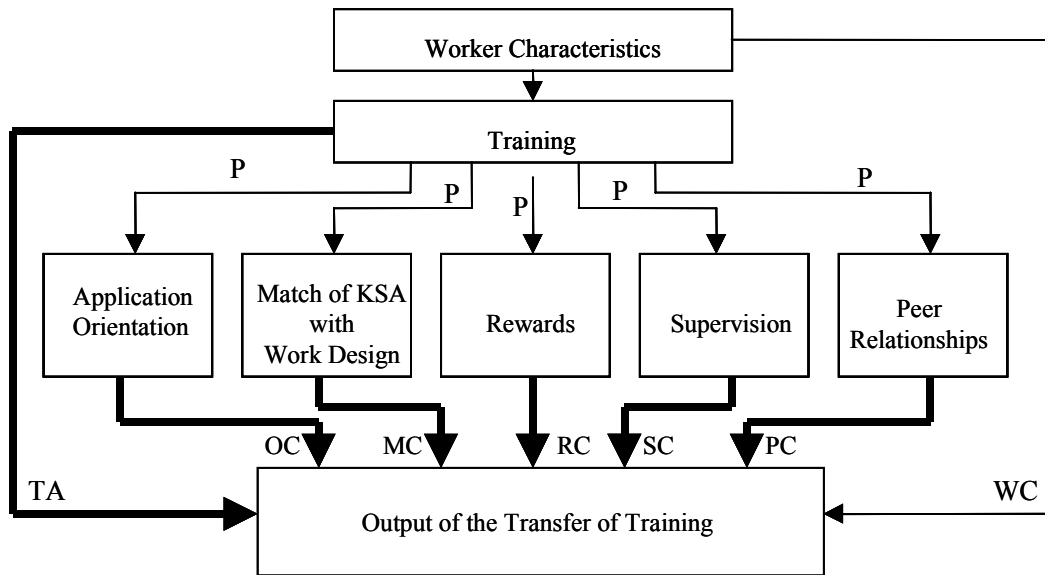 Worker Characteristics
Training
P
P
P
P
P
Application
Orientation
Match of KSA
with
Work Design
Rewards
Supervision
Peer
Relationships
OC
MC
RC
SC
PC
TA
WC
Output of the Transfer of Training